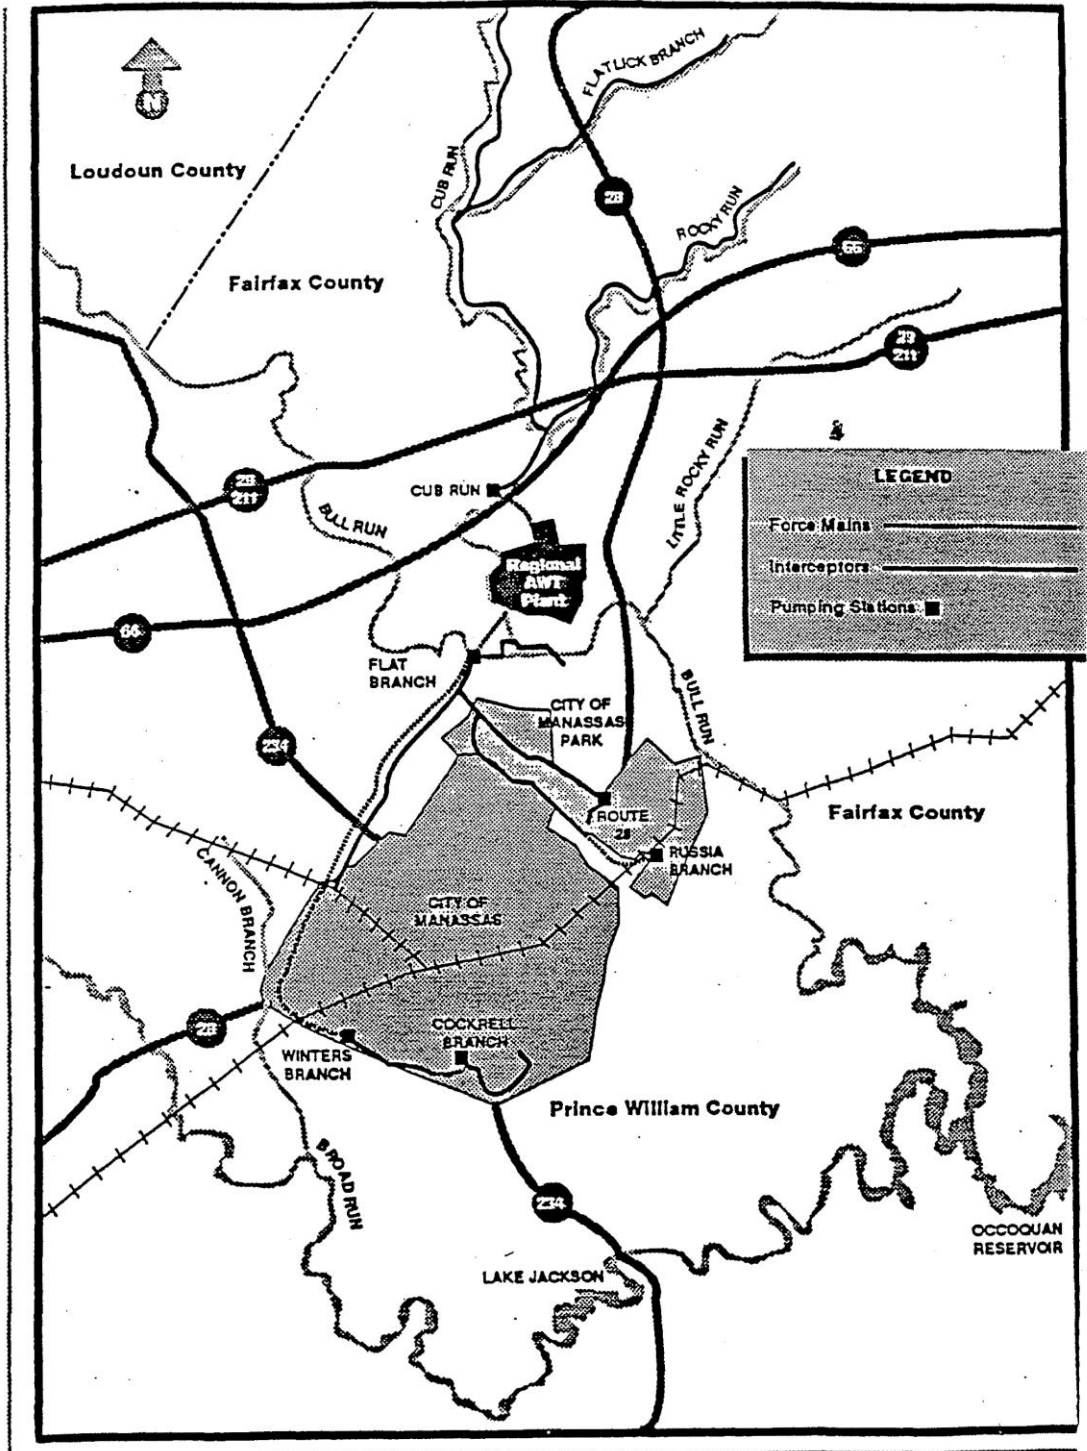 N
FLATLICK BRANCH
Loudoun County
CUB RUN
28
ROCKY RUN
66
Fairfax County
29
211
LITTLE ROCKY RUN
LEGEND
Force Mains
Interceptors
Pumping Stations
CUB RUN
29
211
BULL RUN
Regional
AWT
Plant
66
FLAT
BRANCH
BULL RUN
CITY OF
MANASSAS
PARK
234
ROUTE
28
Fairfax County
RUSSIA
BRANCH
CANNON BRANCH
CITY OF
MANASSAS
28
COCKRELL
BRANCH
WINTERS
BRANCH
Prince William County
BROAD RUN
234
OCCOQUAN
RESERVOIR
LAKE JACKSON